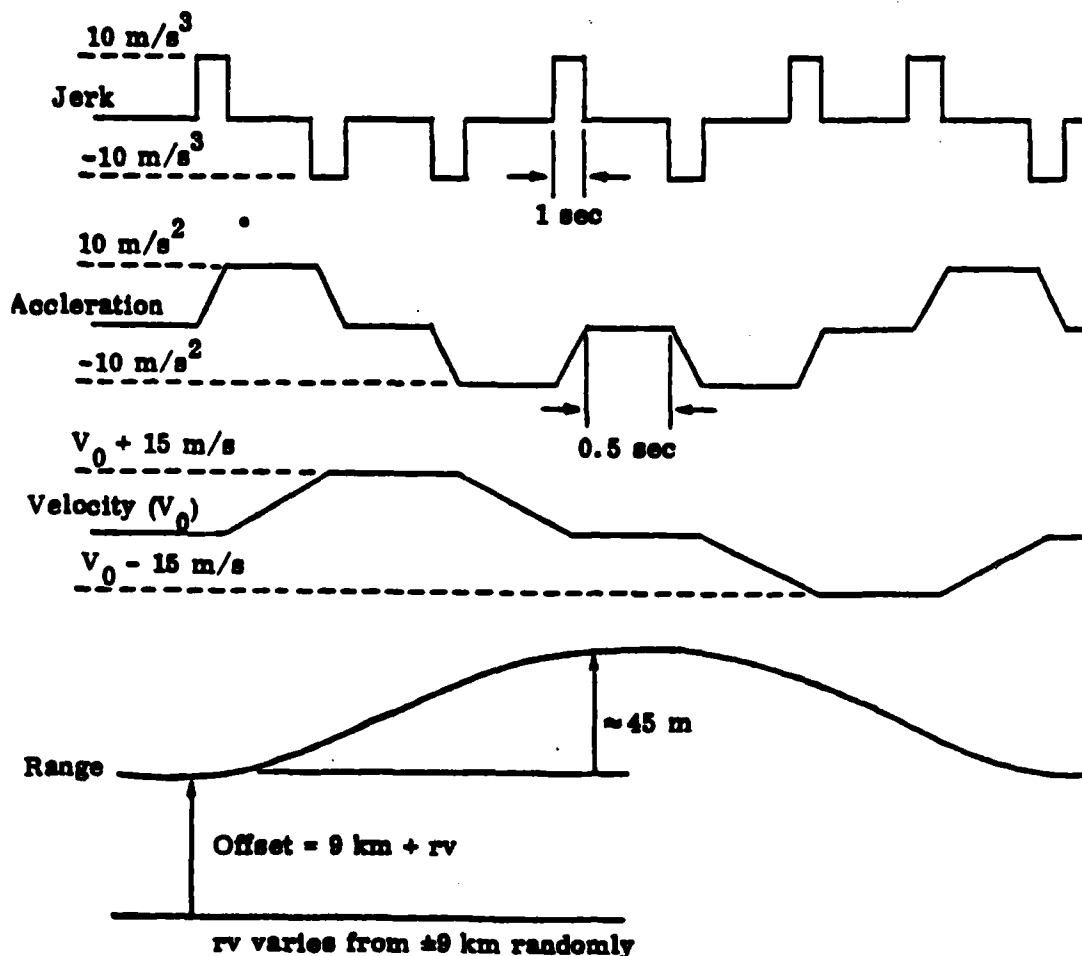 10 m/s³
Jerk
-10 m/s³
1 sec
10 m/s²
Accleration
-10 m/s²
0.5 sec
V₀ + 15 m/s
Velocity (V₀)
V₀ - 15 m/s
≈45 m
Range
Offset = 9 km + rv
rv varies from ±9 km randomly